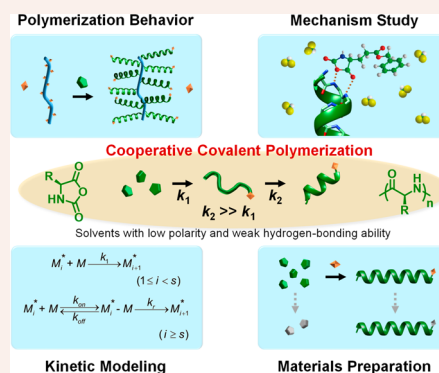 Polymerization Behavior
Mechanism Study
Cooperative Covalent Polymerization
R
O
O
HN
O
k₁
k₂ >> k₁
k₂
O
H
N
n
R
Solvents with low polarity and weak hydrogen-bonding ability
M*ᵢ + M —kₜ→ M*ᵢ₊₁
(1 ≤ i < s)
M*ᵢ + M ⇌ (kₒₙ / kₒff) M*ᵢ - M —kᵣ→ M*ᵢ₊₁
(i ≥ s)
Kinetic Modeling
Materials Preparation